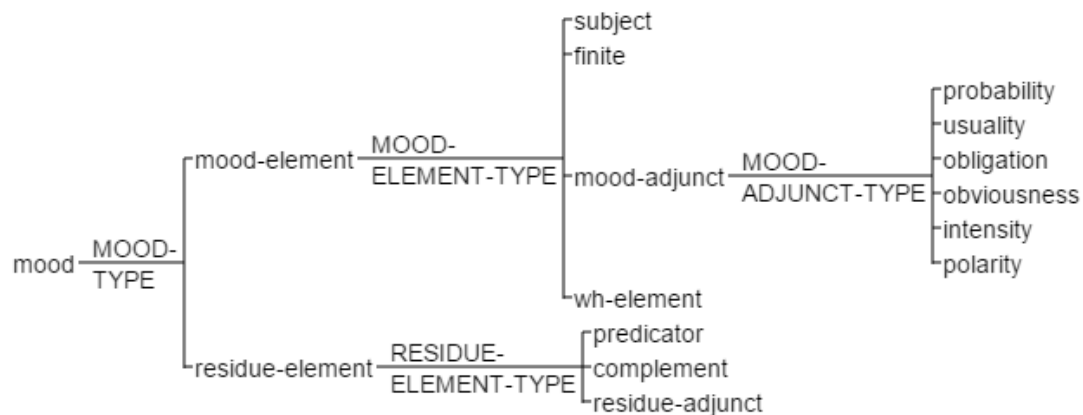 subject
finite
probability
usuality
mood-element
MOOD-
ELEMENT-TYPE
mood-adjunct
MOOD-
ADJUNCT-TYPE
obligation
obviousness
intensity
polarity
mood
MOOD-
TYPE
wh-element
residue-element
RESIDUE-
ELEMENT-TYPE
predicator
complement
residue-adjunct